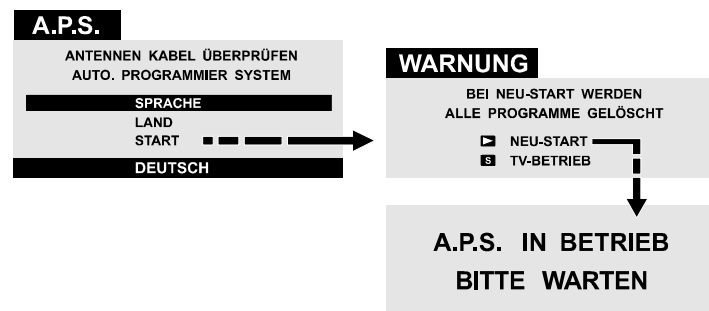 A.P.S.
ANTENNEN KABEL ÜBERPRÜFEN
AUTO. PROGRAMMIER SYSTEM
SPRACHE
LAND
START
DEUTSCH
WARNUNG
BEI NEU-START WERDEN
ALLE PROGRAMME GELÖSCHT
NEU-START
S TV-BETRIEB
A.P.S. IN BETRIEB
BITTE WARTEN